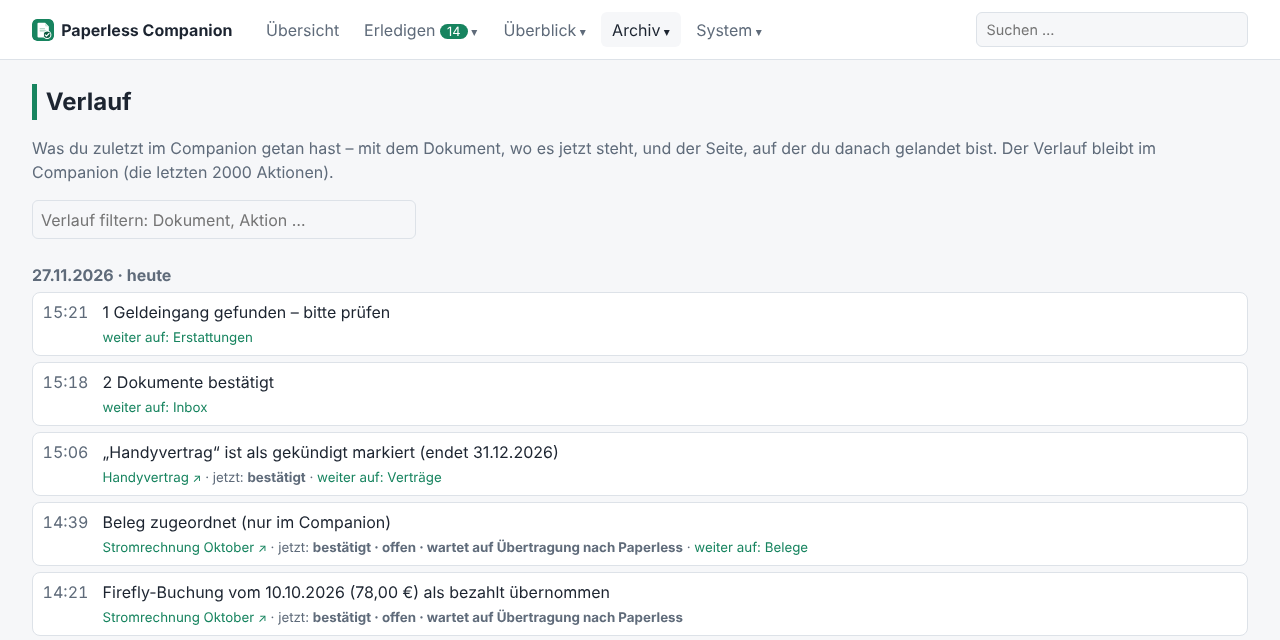 Paperless Companion Übersicht Erledigen 14 ▾ Überblick ▾ Archiv ▾ System ▾ Suchen ...
Verlauf
Was du zuletzt im Companion getan hast – mit dem Dokument, wo es jetzt steht, und der Seite, auf der du danach gelandet bist. Der Verlauf bleibt im
Companion (die letzten 2000 Aktionen).
Verlauf filtern: Dokument, Aktion ...
27.11.2026 · heute
15:21 1 Geldeingang gefunden – bitte prüfen
weiter auf: Erstattungen
15:18 2 Dokumente bestätigt
weiter auf: Inbox
15:06 „Handyvertrag“ ist als gekündigt markiert (endet 31.12.2026)
Handyvertrag ↗ · jetzt: bestätigt · weiter auf: Verträge
14:39 Beleg zugeordnet (nur im Companion)
Stromrechnung Oktober ↗ · jetzt: bestätigt · offen · wartet auf Übertragung nach Paperless · weiter auf: Belege
14:21 Firefly-Buchung vom 10.10.2026 (78,00 €) als bezahlt übernommen
Stromrechnung Oktober ↗ · jetzt: bestätigt · offen · wartet auf Übertragung nach Paperless